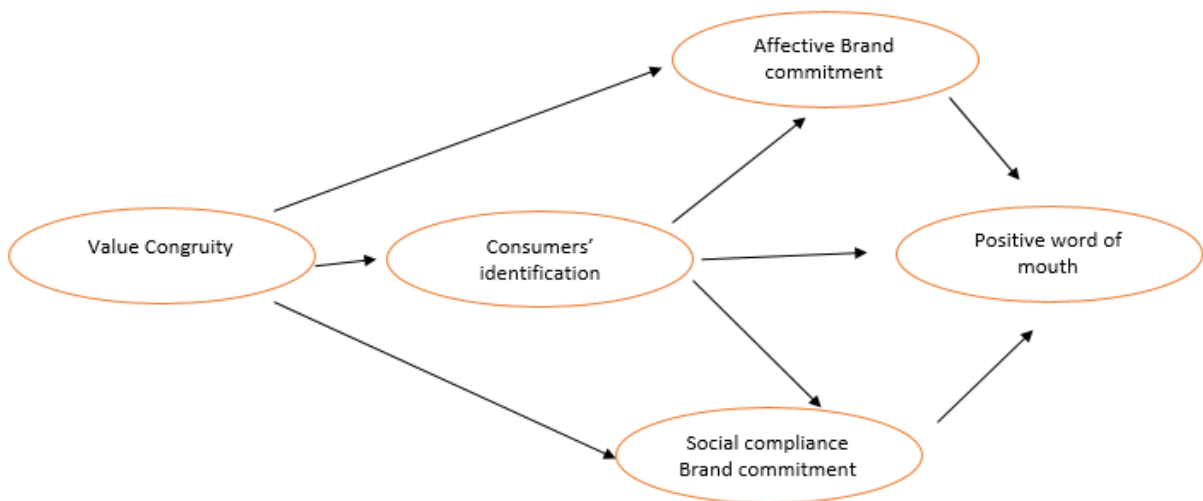 Affective Brand
commitment
Value Congruity
Consumers’
identification
Positive word of
mouth
Social compliance
Brand commitment